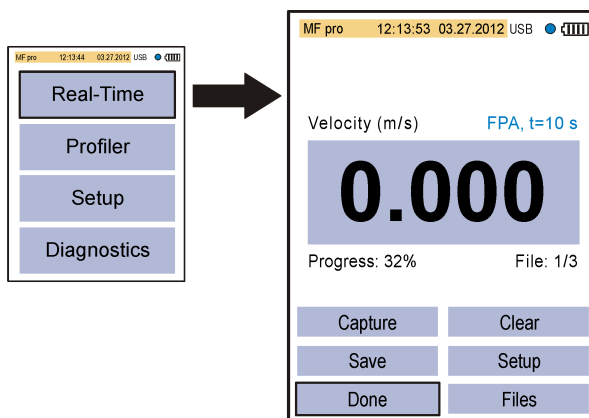 MF pro 12:13:44 03.27.2012 USB
Real-Time
Profiler
Setup
Diagnostics
MF pro 12:13:53 03.27.2012 USB
Velocity (m/s) FPA, t=10 s
0.000
Progress: 32% File: 1/3
Capture Clear
Save Setup
Done Files